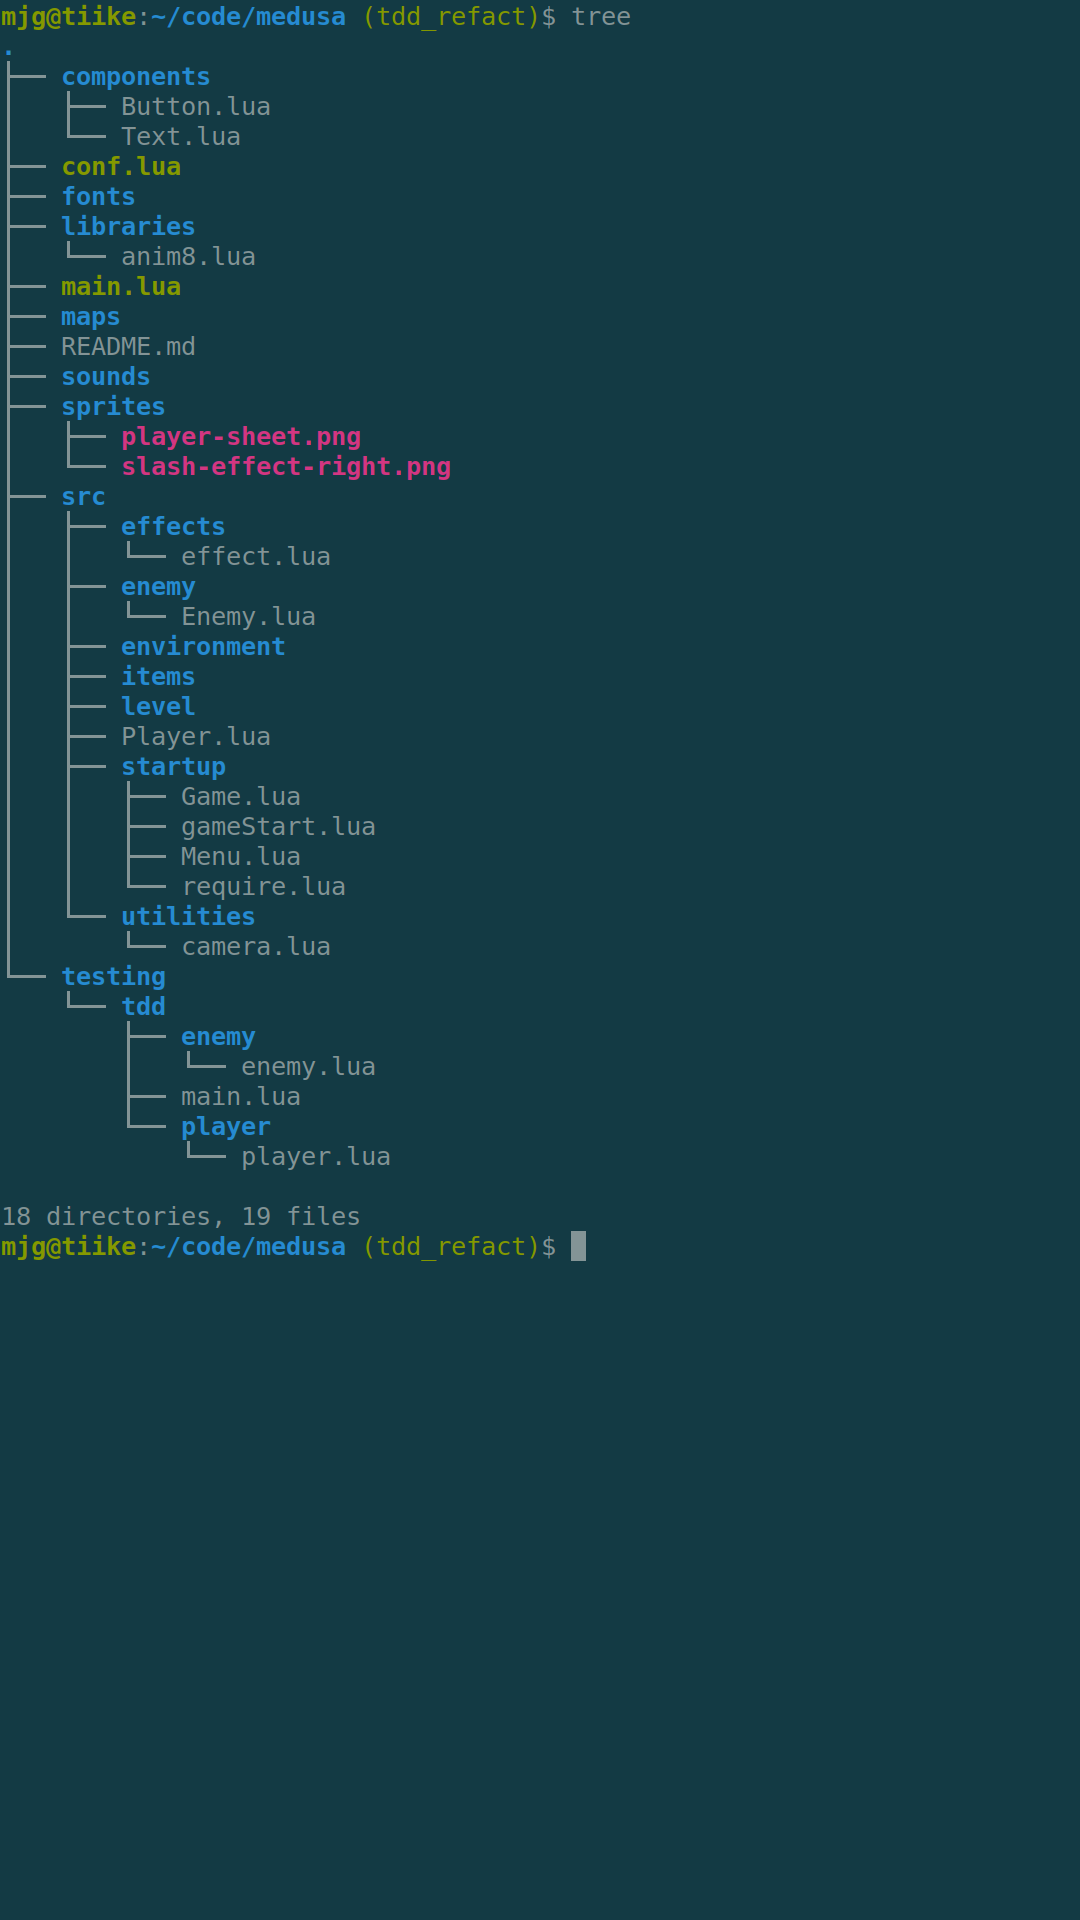 mjg@tiike:~/code/medusa (tdd_refact)$ tree
.
├── components
│   ├── Button.lua
│   └── Text.lua
├── conf.lua
├── fonts
├── libraries
│   └── anim8.lua
├── main.lua
├── maps
├── README.md
├── sounds
├── sprites
│   ├── player-sheet.png
│   └── slash-effect-right.png
├── src
│   ├── effects
│   │   └── effect.lua
│   ├── enemy
│   │   └── Enemy.lua
│   ├── environment
│   ├── items
│   ├── level
│   ├── Player.lua
│   ├── startup
│   │   ├── Game.lua
│   │   ├── gameStart.lua
│   │   ├── Menu.lua
│   │   └── require.lua
│   └── utilities
│       └── camera.lua
└── testing
    └── tdd
        ├── enemy
        │   └── enemy.lua
        ├── main.lua
        └── player
            └── player.lua

18 directories, 19 files
mjg@tiike:~/code/medusa (tdd_refact)$